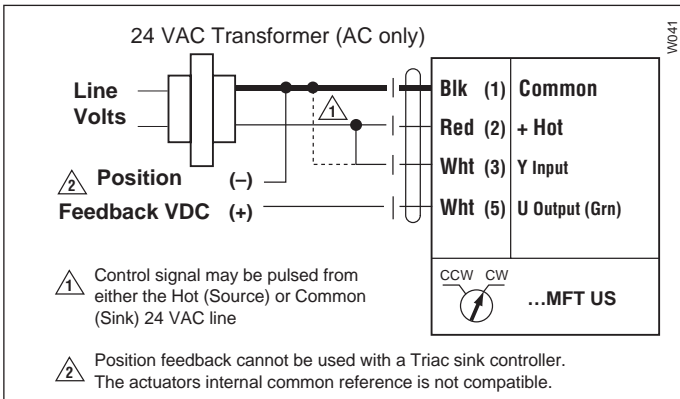 24 VAC Transformer (AC only)
W041
Line
Volts
1
Blk (1) Common
Red (2) + Hot
Wht (3) Y Input
Wht (5) U Output (Grn)
2 Position (–)
Feedback VDC (+)
CCW CW
...MFT US
1 Control signal may be pulsed from
either the Hot (Source) or Common
(Sink) 24 VAC line
2 Position feedback cannot be used with a Triac sink controller.
The actuators internal common reference is not compatible.